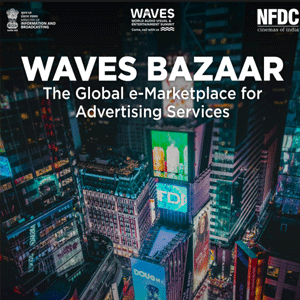 MINISTRY OF
INFORMATION AND
BROADCASTING
WAVES
WORLD AUDIO VISUAL &
ENTERTAINMENT SUMMIT
NFDC
cinemas of india
WAVES BAZAAR
The Global e-Marketplace for
Advertising Services